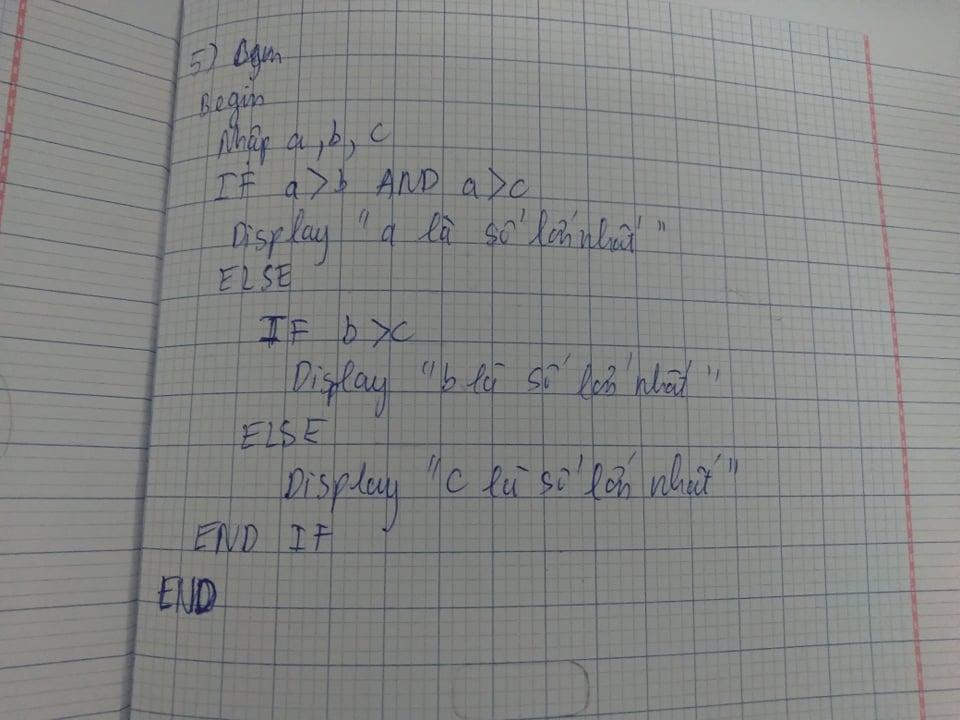 5)
Begin
Nhập a, b, c
IF a > b AND a > c
Display "a là số lớn nhất"
ELSE
IF b > c
Display "b là số lớn nhất"
ELSE
Display "c là số lớn nhất"
END IF
END